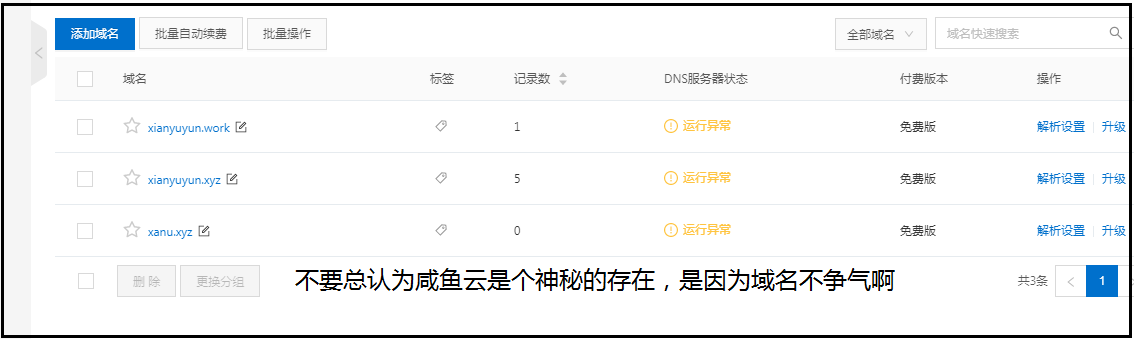 添加域名 批量自动续费 批量操作 全部域名 域名快速搜索
域名 标签 记录数 DNS服务器状态 付费版本 操作
xianyuyun.work 1 运行异常 免费版 解析设置 升级
xianyuyun.xyz 5 运行异常 免费版 解析设置 升级
xanu.xyz 0 运行异常 免费版 解析设置 升级
删 除 更换分组 不要总认为咸鱼云是个神秘的存在，是因为域名不争气啊 共3条 < 1